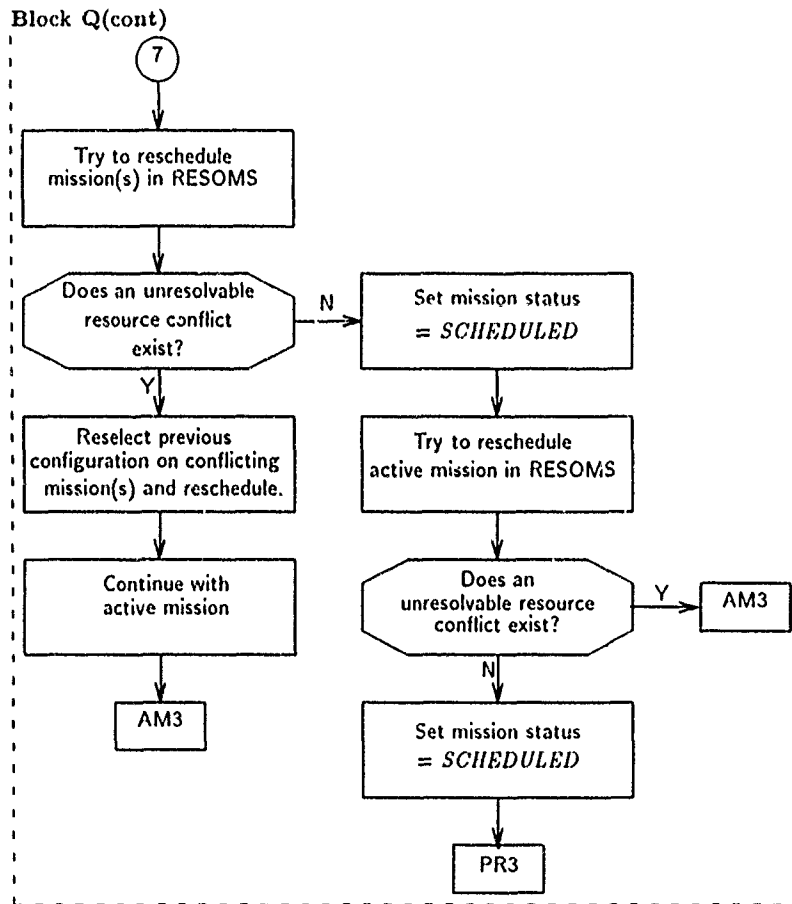 Block Q(cont)
7
Try to reschedule
mission(s) in RESOMS
Does an unresolvable
resource conflict
exist?
N
Set mission status
= SCHEDULED
Y
Reselect previous
configuration on conflicting
mission(s) and reschedule.
Try to reschedule
active mission in RESOMS
Continue with
active mission
Does an
unresolvable resource
conflict exist?
Y
AM3
N
AM3
Set mission status
= SCHEDULED
PR3